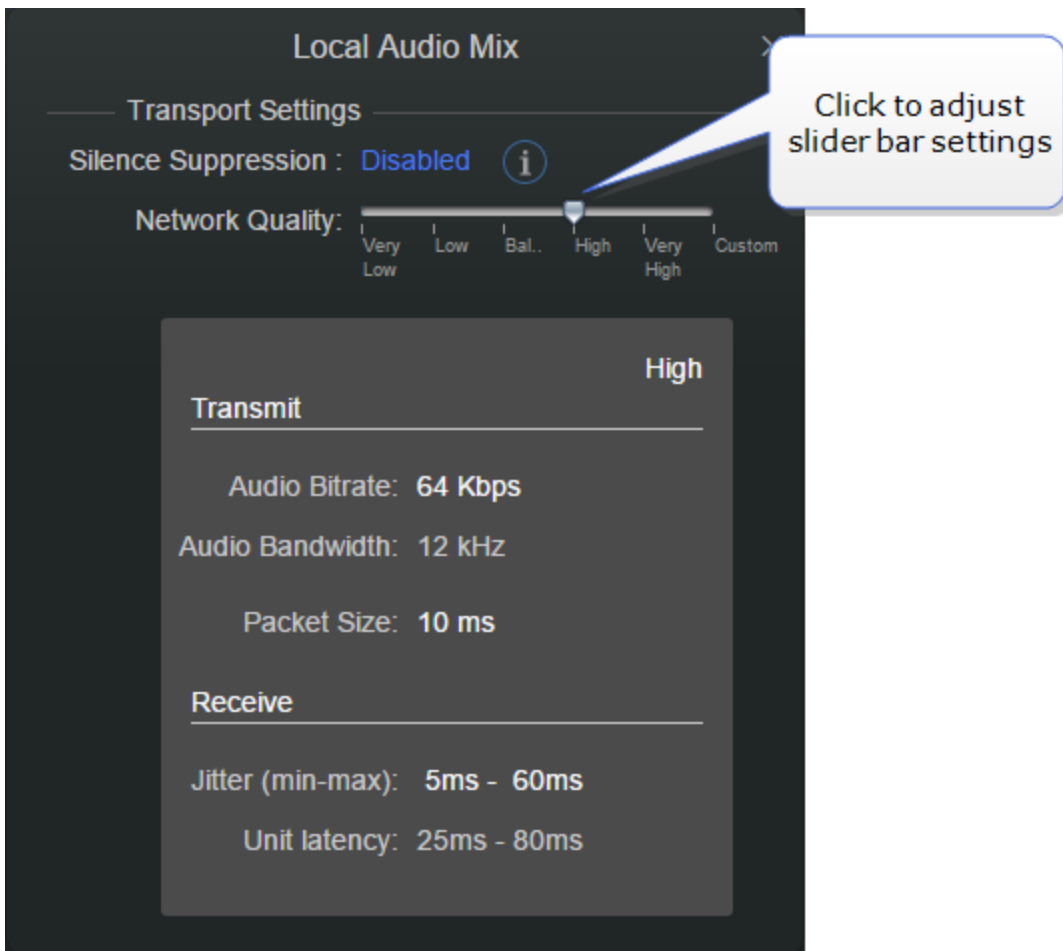 Local Audio Mix
Click to adjust
slider bar settings
Transport Settings
Silence Suppression : Disabled i
Network Quality:
Very Low Bal.. High Very Custom
Low High
High
Transmit
Audio Bitrate: 64 Kbps
Audio Bandwidth: 12 kHz
Packet Size: 10 ms
Receive
Jitter (min-max): 5ms - 60ms
Unit latency: 25ms - 80ms